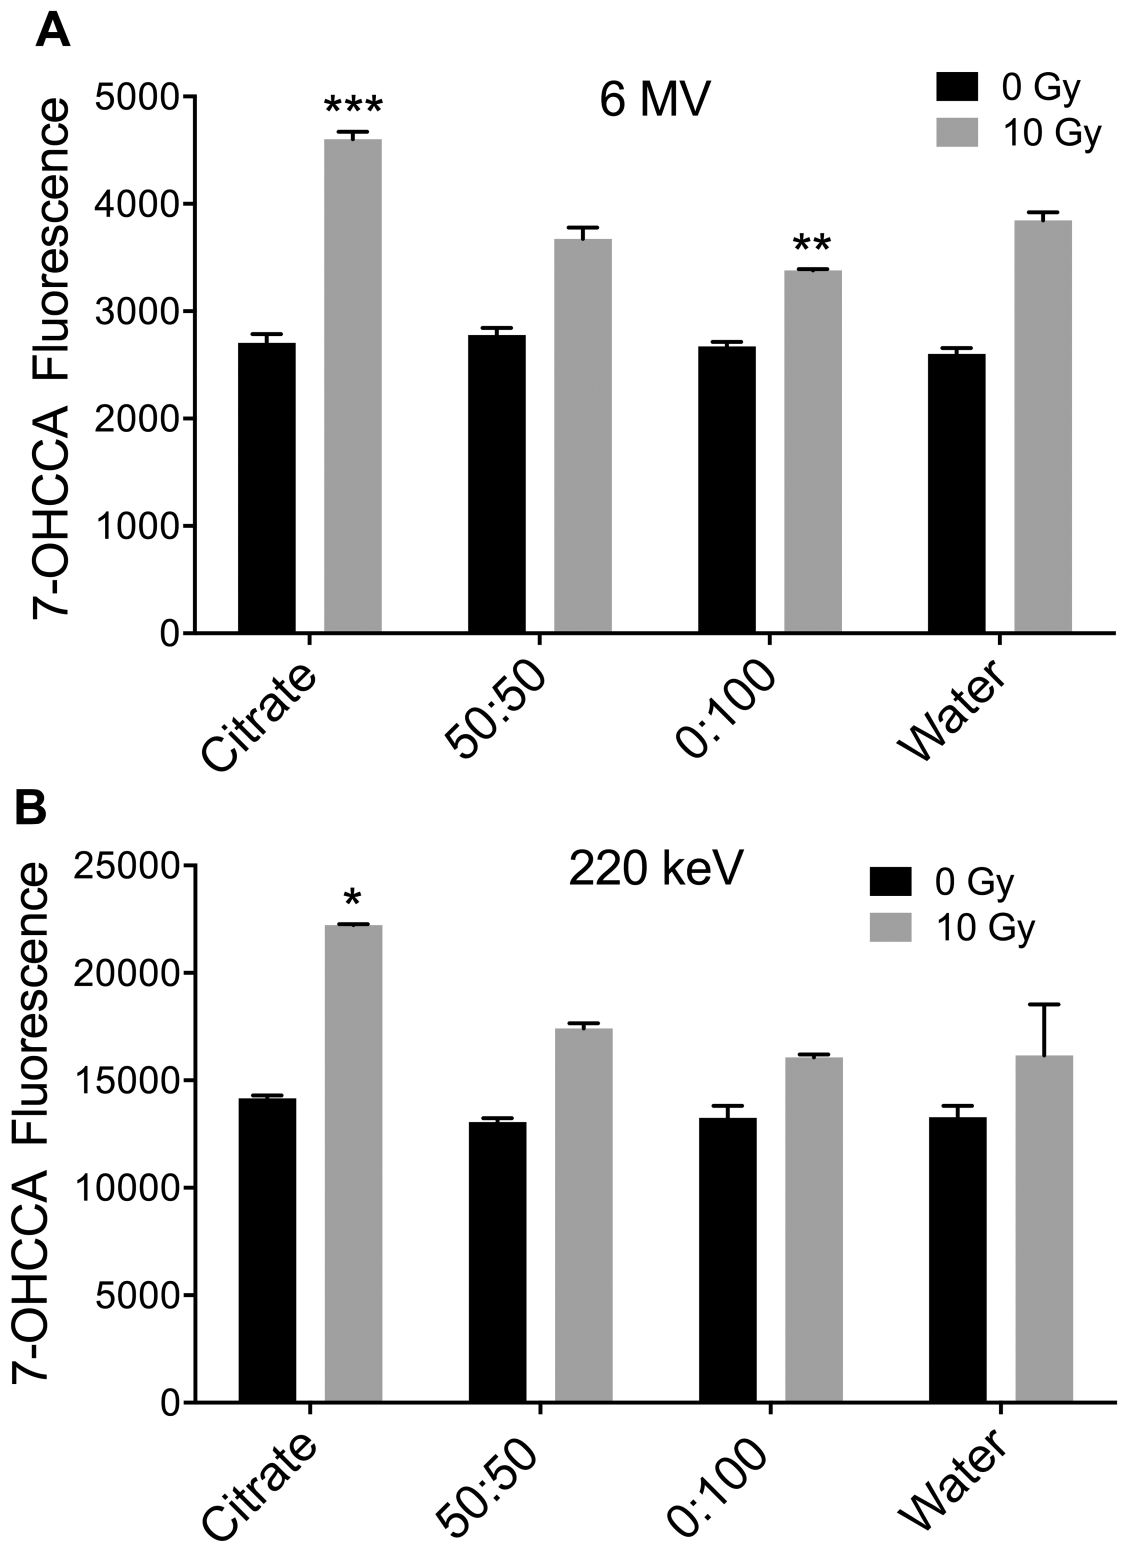 A
6 MV
0 Gy
10 Gy
7-OHCCA Fluorescence
5000
4000
3000
2000
1000
0
***
**
Citrate
50:50
0:100
Water
B
220 keV
0 Gy
10 Gy
7-OHCCA Fluorescence
25000
20000
15000
10000
5000
0
*
Citrate
50:50
0:100
Water